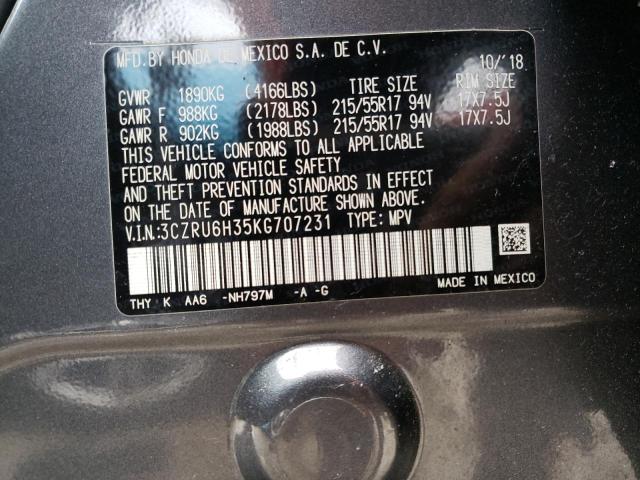 MFD.BY HONDA DE MEXICO S.A. DE C.V. 10/'18
GVWR 1890KG (4166LBS) TIRE SIZE RIM SIZE
GAWR F 988KG (2178LBS) 215/55R17 94V 17X7.5J
GAWR R 902KG (1988LBS) 215/55R17 94V 17X7.5J
THIS VEHICLE CONFORMS TO ALL APPLICABLE
FEDERAL MOTOR VEHICLE SAFETY
AND THEFT PREVENTION STANDARDS IN EFFECT
ON THE DATE OF MANUFACTURE SHOWN ABOVE.
V.I.N.:3CZRU6H35KG707231 TYPE: MPV
THY K AA6 -NH797M -A -G MADE IN MEXICO